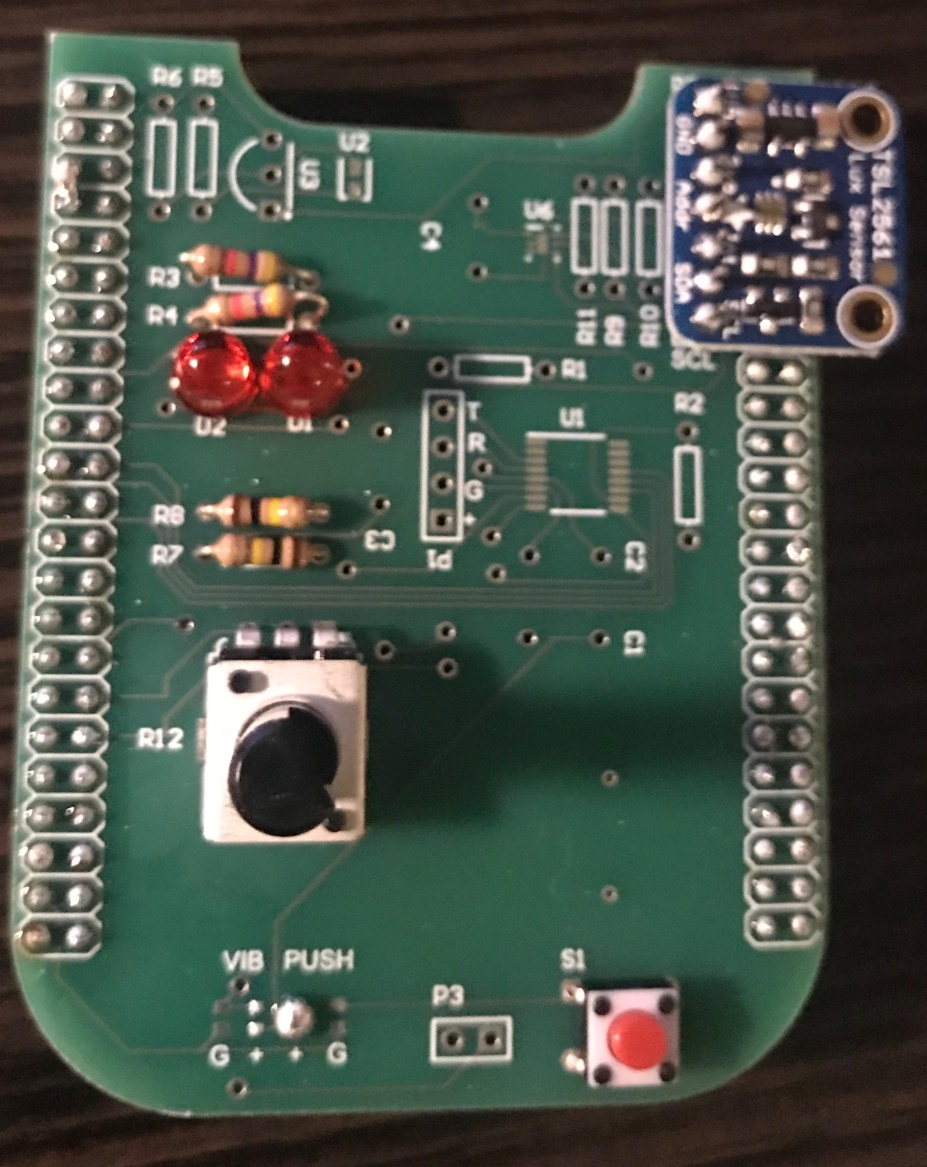 R6 R5
U2
U3
GND
Addr
SDA
TSL2561
Lux Sensor
U6
C4
R3
R4
R11
R9
R10
SCL
R1
D2
D1
T
R
G
+
P1
U1
R2
R8
R7
C3
C2
C1
R12
VIB PUSH
G + + G
P3
S1